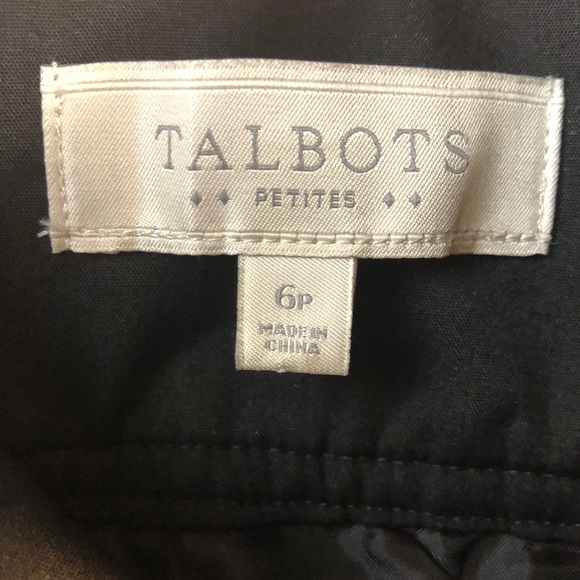 TALBOTS
PETITES
6P
MADE IN
CHINA